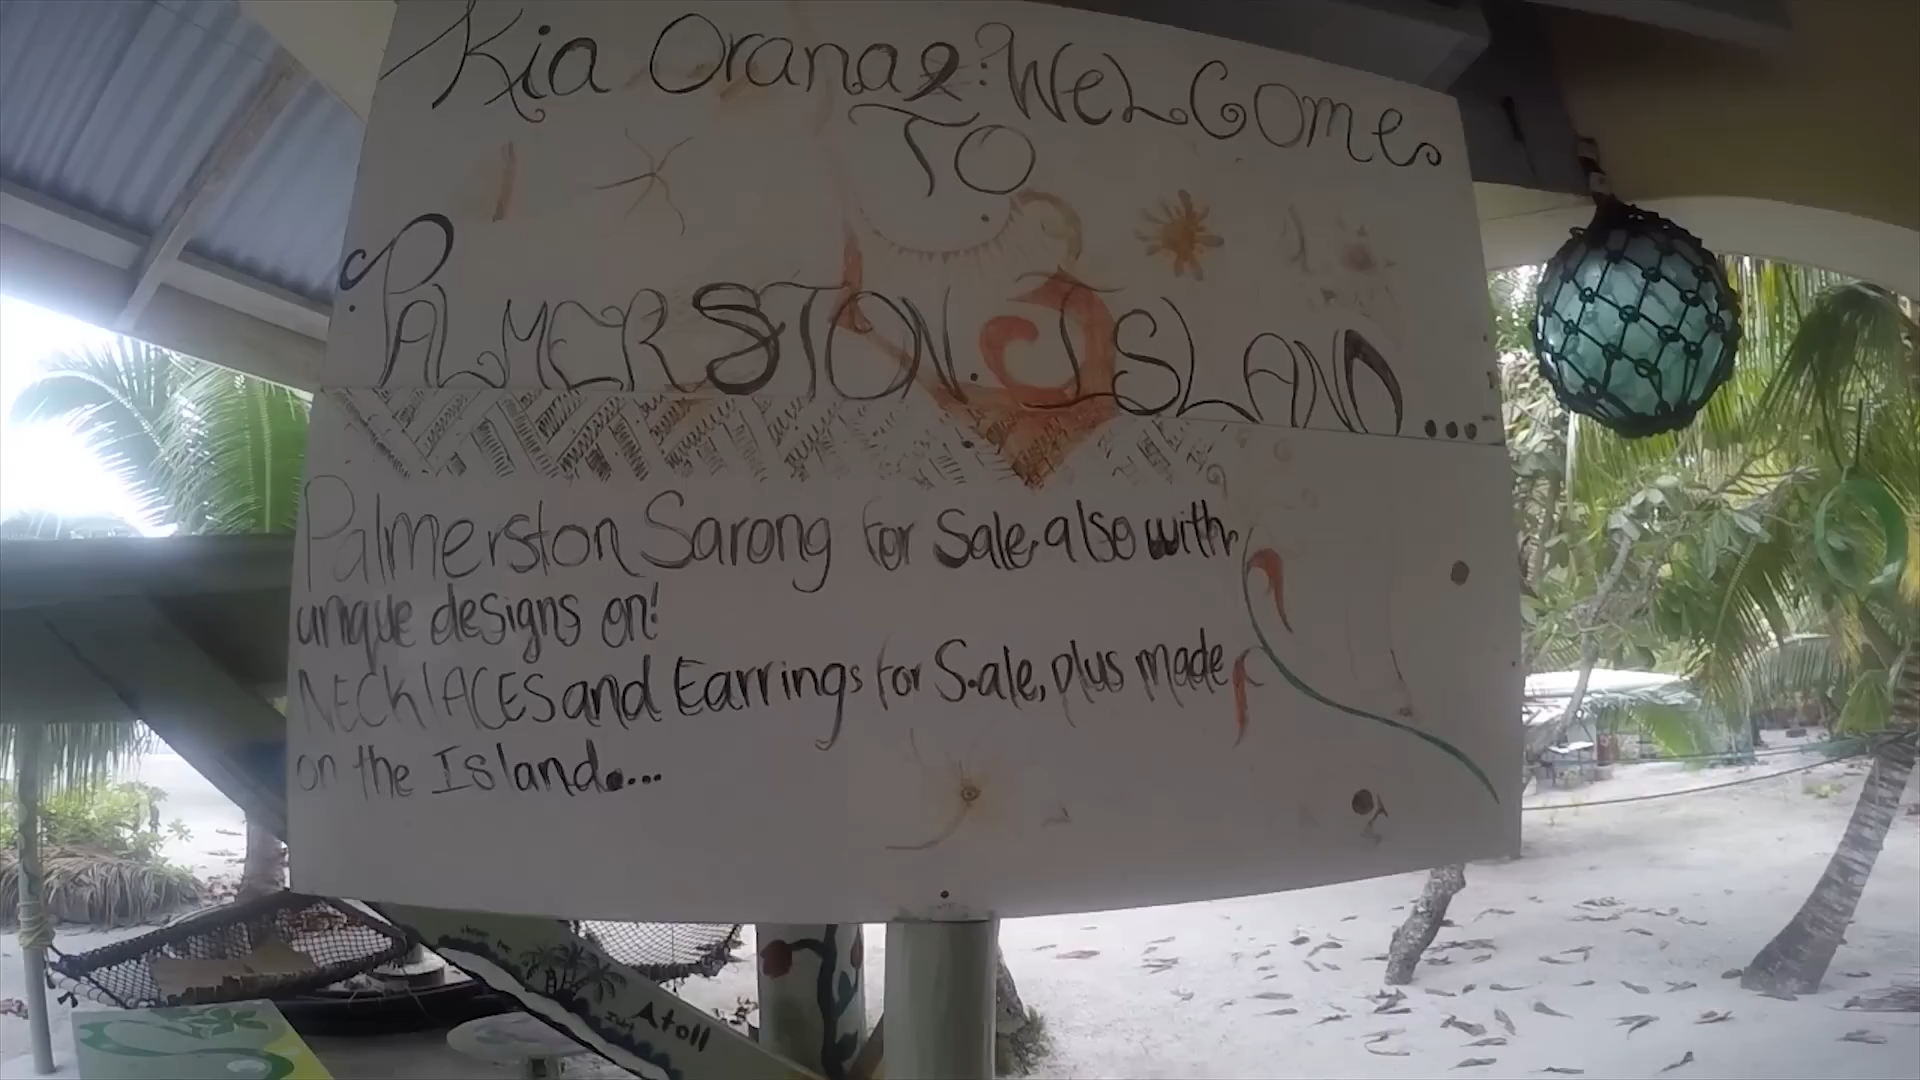 Kia Orana & Welcome
TO
PALMERSTON. ISLAND...
Palmerston Sarong for Sale also with
unique designs on!
NECKLACES and Earrings for Sale, plus made
on the Island....
Atoll